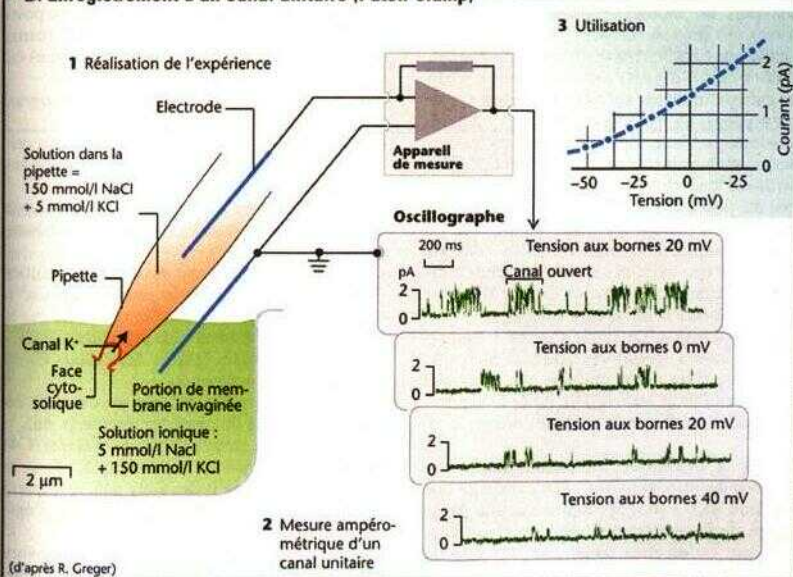 1 Réalisation de l'expérience
Electrode
Solution dans la
pipette =
150 mmol/l NaCl
+ 5 mmol/l KCl
Pipette
Canal K+
Face
cyto-
solique
Portion de mem-
brane invaginée
Solution ionique :
5 mmol/l Nacl
+ 150 mmol/l KCl
2 µm
(d'après R. Greger)
Appareil
de mesure
3 Utilisation
2
1
0
Courant (pA)
-50 -25 0 -25
Tension (mV)
Oscillographe
200 ms
Tension aux bornes 20 mV
pA
Canal ouvert
2
0
Tension aux bornes 0 mV
2
0
Tension aux bornes 20 mV
2
0
Tension aux bornes 40 mV
2
0
2 Mesure ampéro-
métrique d'un
canal unitaire